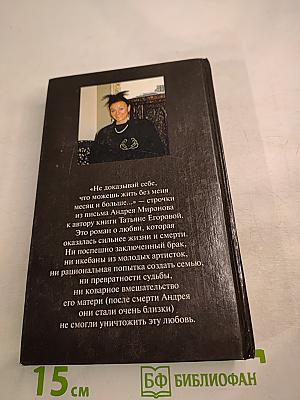 «Не доказывай себе,
что можешь жить без меня
месяц и больше...» — строчки
из письма Андрея Миронова
к автору книги Татьяне Егоровой.
Это роман о любви, которая
оказалась сильнее жизни и смерти.
Ни поспешно заключенный брак,
ни икебаны из молодых артисток,
ни рациональная попытка создать семью,
ни превратности судьбы,
ни коварное вмешательство
его матери (после смерти Андрея
они стали очень близки)
не смогли уничтожить эту любовь.
15 см
БФ БИБЛИОФАН